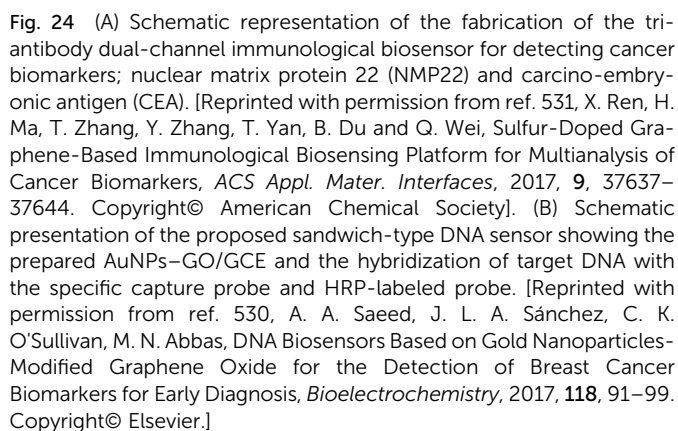 Fig. 24 (A) Schematic representation of the fabrication of the tri-
antibody dual-channel immunological biosensor for detecting cancer
biomarkers; nuclear matrix protein 22 (NMP22) and carcino-embry-
onic antigen (CEA). [Reprinted with permission from ref. 531, X. Ren, H.
Ma, T. Zhang, Y. Zhang, T. Yan, B. Du and Q. Wei, Sulfur-Doped Gra-
phene-Based Immunological Biosensing Platform for Multianalysis of
Cancer Biomarkers, ACS Appl. Mater. Interfaces, 2017, 9, 37637–
37644. Copyright© American Chemical Society]. (B) Schematic
presentation of the proposed sandwich-type DNA sensor showing the
prepared AuNPs–GO/GCE and the hybridization of target DNA with
the specific capture probe and HRP-labeled probe. [Reprinted with
permission from ref. 530, A. A. Saeed, J. L. A. Sánchez, C. K.
O'Sullivan, M. N. Abbas, DNA Biosensors Based on Gold Nanoparticles-
Modified Graphene Oxide for the Detection of Breast Cancer
Biomarkers for Early Diagnosis, Bioelectrochemistry, 2017, 118, 91–99.
Copyright© Elsevier.]